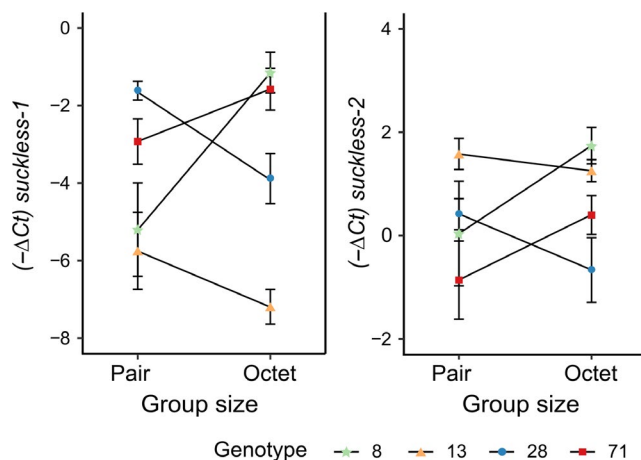 0
−2
−4
−6
−8
(−ΔCt) suckless-1
Pair
Octet
Group size
4
2
0
−2
(−ΔCt) suckless-2
Pair
Octet
Group size
Genotype 8 13 28 71